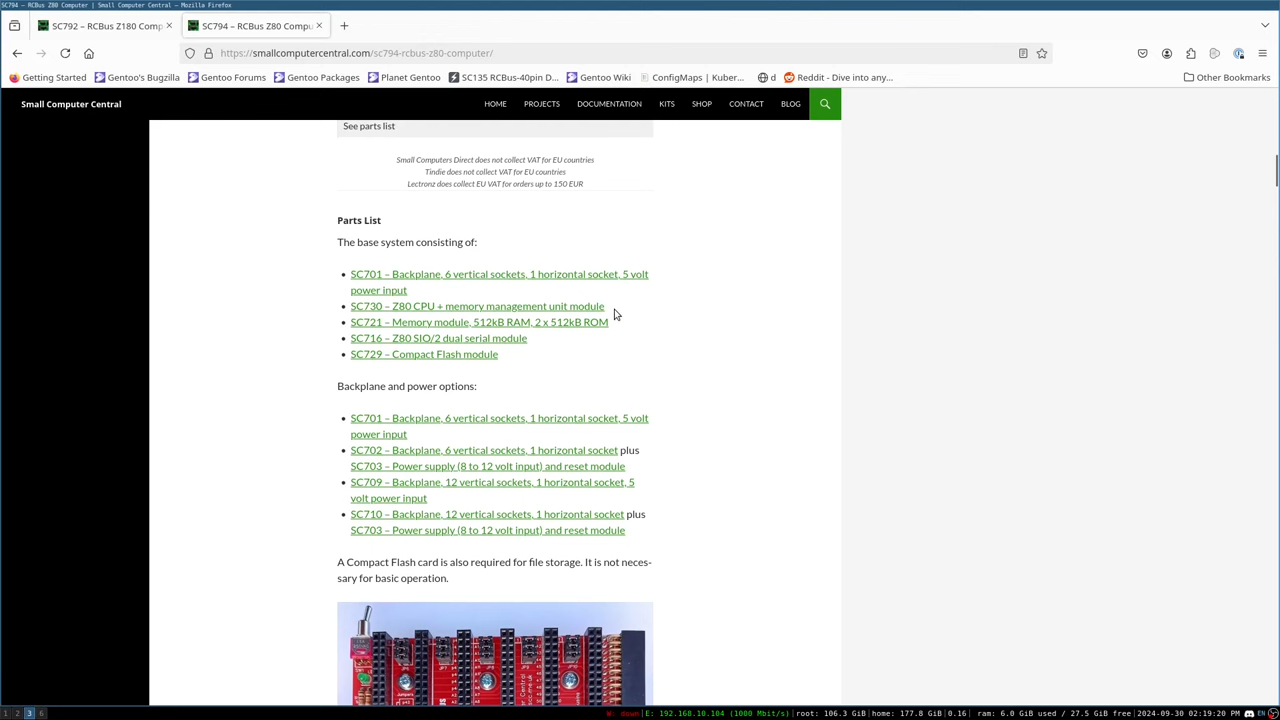 SC794 – RCBus Z80 Computer | Small Computer Central — Mozilla Firefox
SC792 – RCBus Z180 Comp
SC794 – RCBus Z80 Compu
https://smallcomputercentral.com/sc794-rcbus-z80-computer/
Getting Started Gentoo's Bugzilla Gentoo Forums Gentoo Packages Planet Gentoo SC135 RCBus-40pin D... Gentoo Wiki ConfigMaps | Kuber... d Reddit - Dive into any... Other Bookmarks
Small Computer Central HOME PROJECTS DOCUMENTATION KITS SHOP CONTACT BLOG
See parts list
Small Computers Direct does not collect VAT for EU countries
Tindie does not collect VAT for EU countries
Lectronz does collect EU VAT for orders up to 150 EUR
Parts List
The base system consisting of:
• SC701 – Backplane, 6 vertical sockets, 1 horizontal socket, 5 volt
power input
• SC730 – Z80 CPU + memory management unit module
• SC721 – Memory module, 512kB RAM, 2 x 512kB ROM
• SC716 – Z80 SIO/2 dual serial module
• SC729 – Compact Flash module
Backplane and power options:
• SC701 – Backplane, 6 vertical sockets, 1 horizontal socket, 5 volt
power input
• SC702 – Backplane, 6 vertical sockets, 1 horizontal socket plus
SC703 – Power supply (8 to 12 volt input) and reset module
• SC709 – Backplane, 12 vertical sockets, 1 horizontal socket, 5
volt power input
• SC710 – Backplane, 12 vertical sockets, 1 horizontal socket plus
SC703 – Power supply (8 to 12 volt input) and reset module
A Compact Flash card is also required for file storage. It is not neces-
sary for basic operation.
1 2 3 6 W: down|E: 192.168.10.104 (1000 Mbit/s)|root: 106.3 GiB|home: 177.8 GiB|0.16 |ram: 6.0 GiB used / 27.5 GiB free|2024-09-30 02:19:20 PM EN